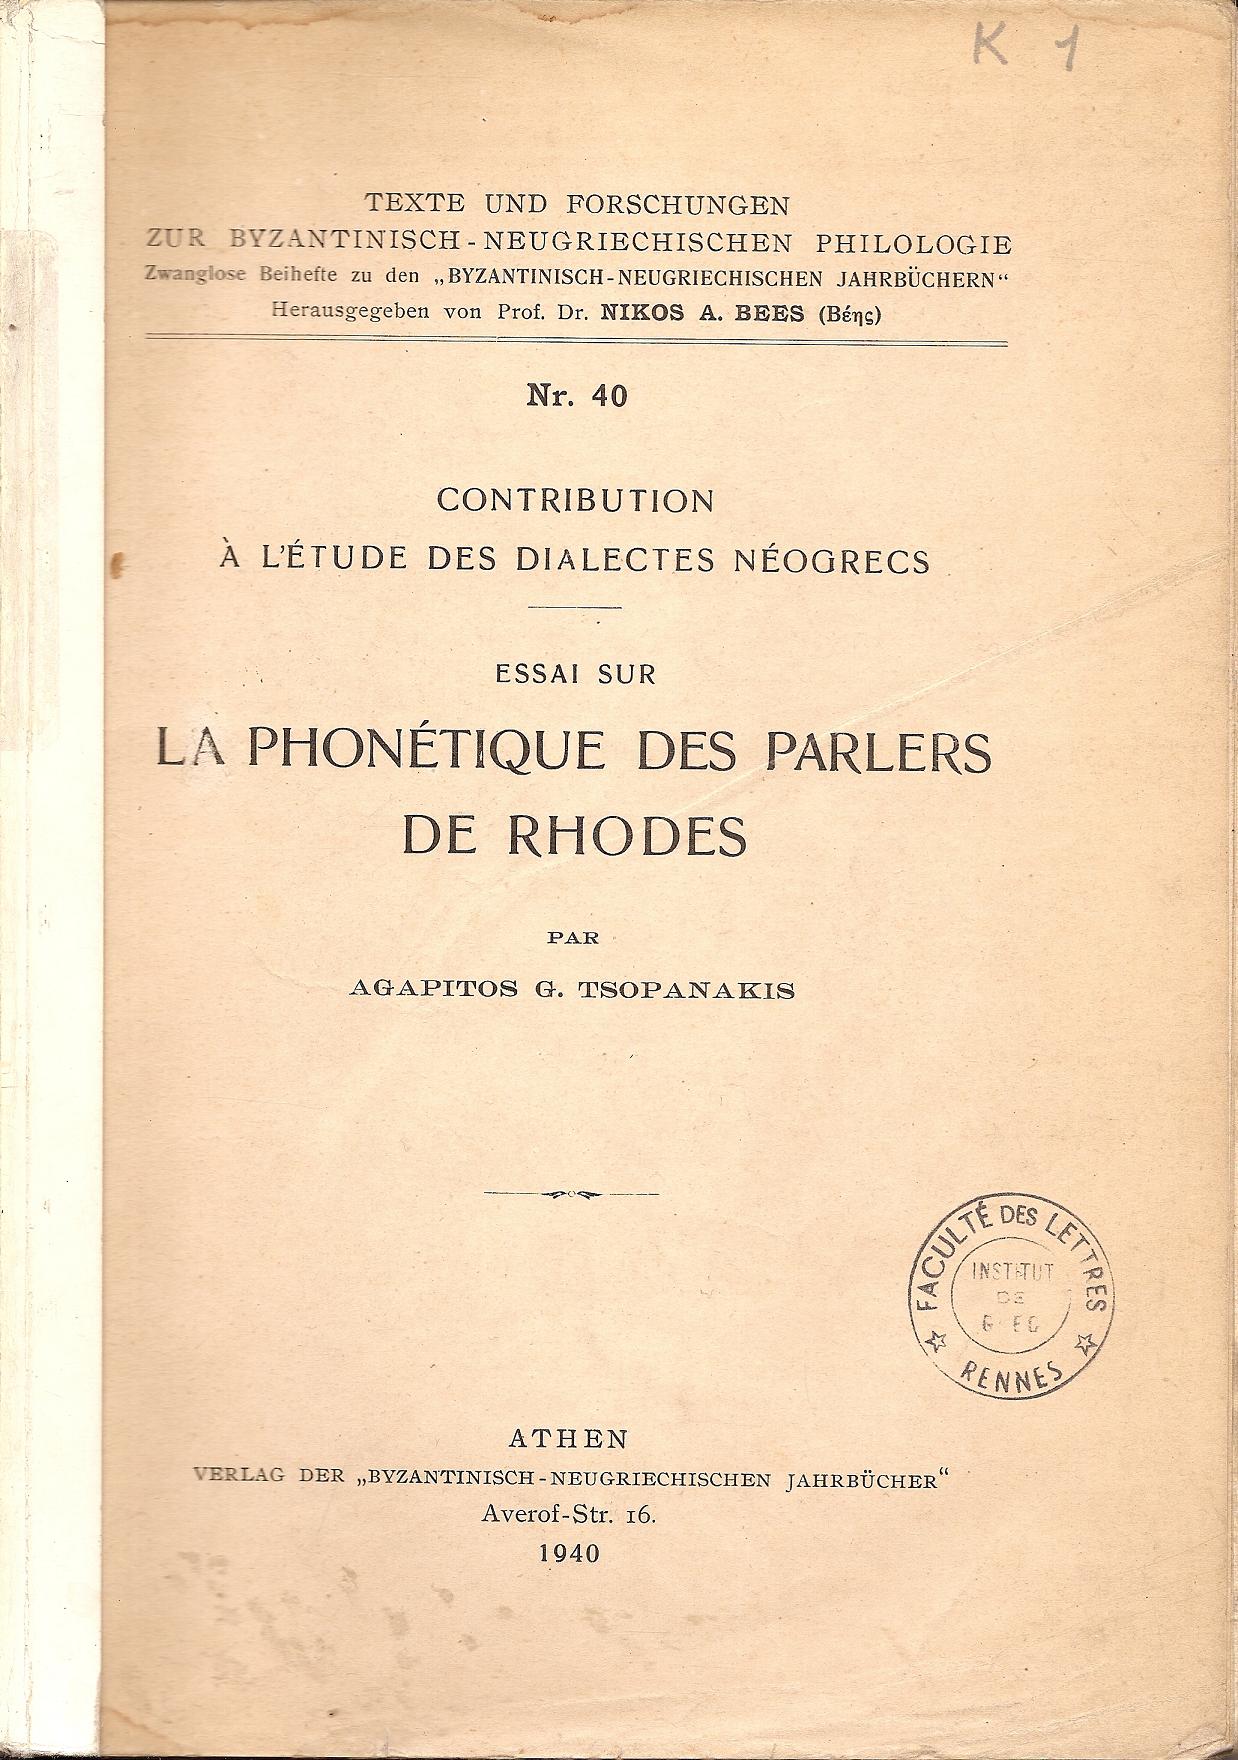 K 1
TEXTE UND FORSCHUNGEN
ZUR BYZANTINISCH-NEUGRIECHISCHEN PHILOLOGIE
Zwanglose Beihefte zu den „BYZANTINISCH-NEUGRIECHISCHEN JAHRBÜCHERN“
Herausgegeben von Prof. Dr. NIKOS A. BEES (Βέης)
Nr. 40
CONTRIBUTION
À L'ÉTUDE DES DIALECTES NÉOGRECS
ESSAI SUR
LA PHONÉTIQUE DES PARLERS
DE RHODES
PAR
AGAPITOS G. TSOPANAKIS
FACULTÉ DES LETTRES
INSTITUT
DE
RENNES
ATHEN
VERLAG DER „BYZANTINISCH-NEUGRIECHISCHEN JAHRBÜCHER“
Averof-Str. 16.
1940